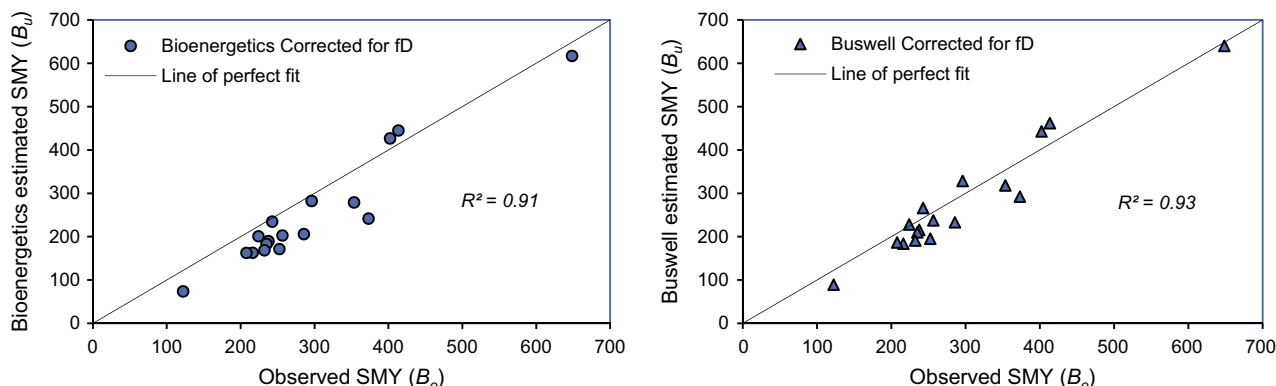 Bioenergetics estimated SMY (Bu)
700
600
500
400
300
200
100
0
Bioenergetics Corrected for fD
Line of perfect fit
R² = 0.91
0 100 200 300 400 500 600 700
Observed SMY (Bo)
Buswell estimated SMY (Bu)
700
600
500
400
300
200
100
0
Buswell Corrected for fD
Line of perfect fit
R² = 0.93
0 100 200 300 400 500 600 700
Observed SMY (Bo)